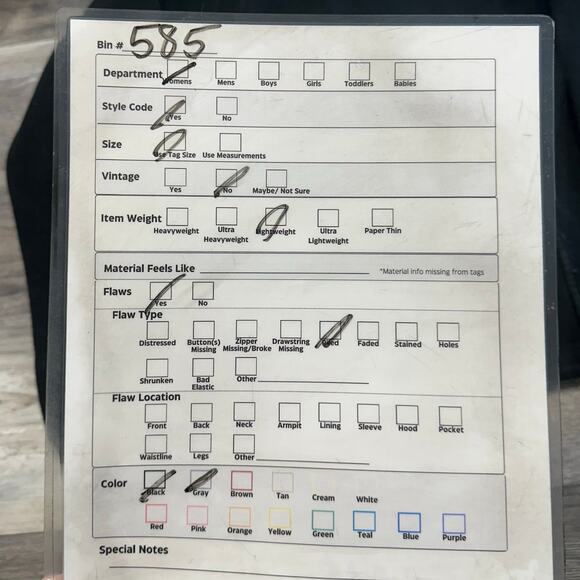 Bin # 585
Department Womens Mens Boys Girls Toddlers Babies
Style Code Yes No
Size Use Tag Size Use Measurements
Vintage Yes No Maybe/ Not Sure
Item Weight Heavyweight Ultra Heavyweight Lightweight Ultra Lightweight Paper Thin
Material Feels Like *Material info missing from tags
Flaws Yes No
Flaw Type
Distressed Button(s) Missing Zipper Missing/Broke Drawstring Missing Faded Stained Holes
Shrunken Bad Elastic Other
Flaw Location
Front Back Neck Armpit Lining Sleeve Hood Pocket
Waistline Legs Other
Color Black Gray Brown Tan Cream White
Red Pink Orange Yellow Green Teal Blue Purple
Special Notes